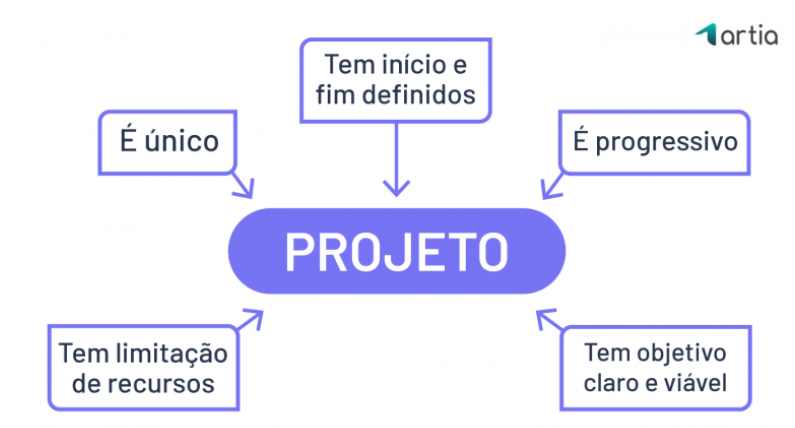 artia
Tem início e
fim definidos
É único
É progressivo
PROJETO
Tem limitação
de recursos
Tem objetivo
claro e viável